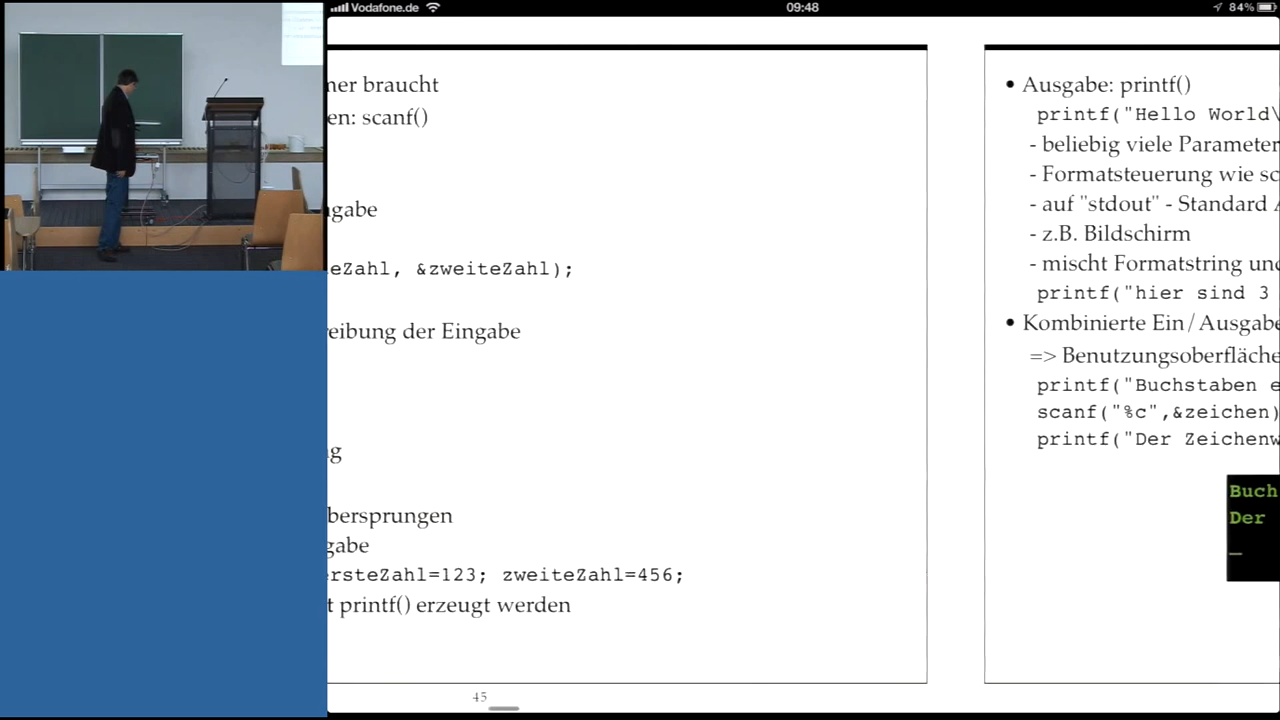 Vodafone.de
09:48
84%
ner braucht
en: scanf()
gabe
eZahl, &zweiteZahl);
reibung der Eingabe
g
bersprungen
gabe
ersteZahl=123; zweiteZahl=456;
t printf() erzeugt werden
45
• Ausgabe: printf()
printf("Hello World\
- beliebig viele Parameter
- Formatsteuerung wie sc
- auf "stdout" - Standard A
- z.B. Bildschirm
- mischt Formatstring und
printf("hier sind 3
• Kombinierte Ein/Ausgabe
=> Benutzungsoberfläche
printf("Buchstaben e
scanf("%c",&zeichen)
printf("Der Zeichenw
Buch
Der
_